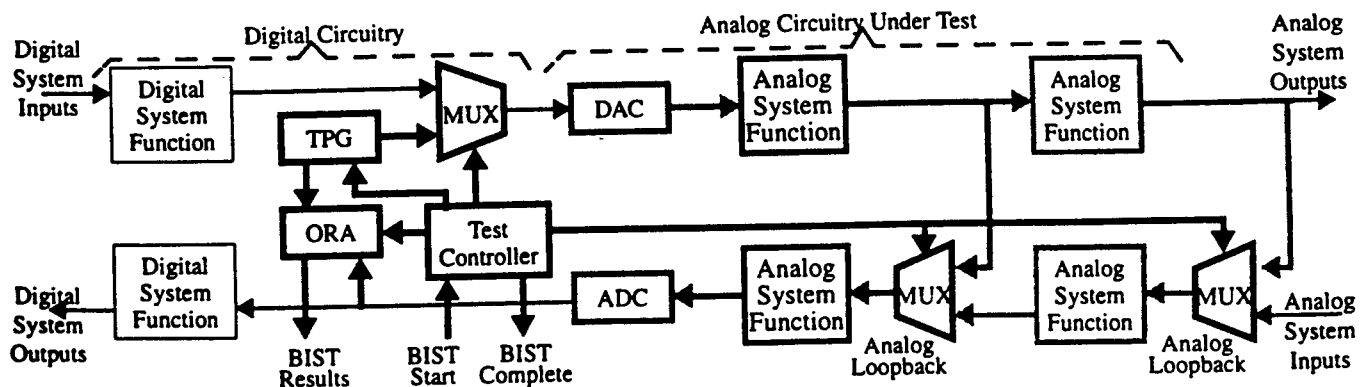 Digital
System
Inputs
Digital Circuitry
Analog Circuitry Under Test
Analog
System
Outputs
Digital
System
Function
MUX
DAC
Analog
System
Function
Analog
System
Function
TPG
ORA
Test
Controller
Digital
System
Function
ADC
Analog
System
Function
MUX
Analog
System
Function
MUX
Digital
System
Outputs
Analog
System
Inputs
BIST
Results
BIST
Start
BIST
Complete
Analog
Loopback
Analog
Loopback